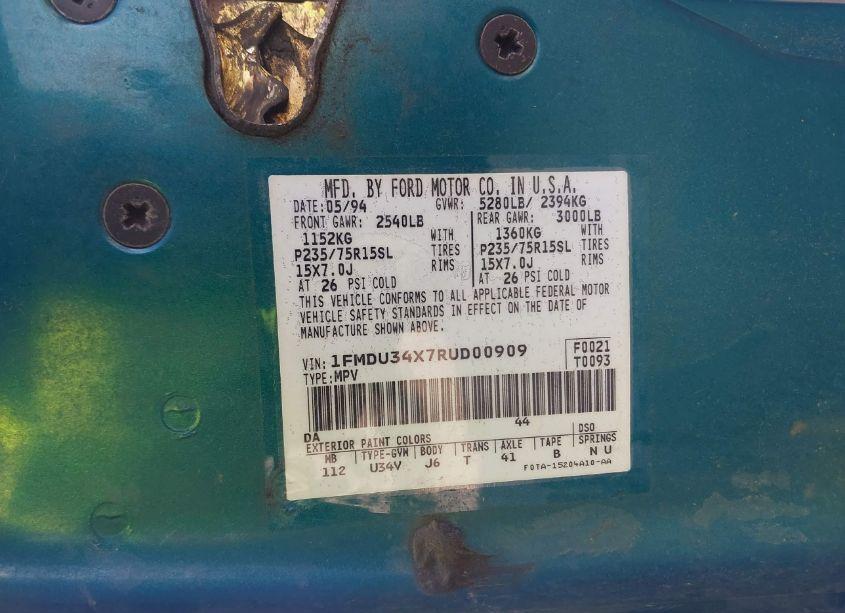 MFD. BY FORD MOTOR CO. IN U.S.A.
DATE: 05/94 GVWR: 5280LB/ 2394KG
FRONT GAWR: 2540LB REAR GAWR: 3000LB
1152KG WITH 1360KG WITH
P235/75R15SL TIRES P235/75R15SL TIRES
15X7.0J RIMS 15X7.0J RIMS
AT 26 PSI COLD AT 26 PSI COLD
THIS VEHICLE CONFORMS TO ALL APPLICABLE FEDERAL MOTOR
VEHICLE SAFETY STANDARDS IN EFFECT ON THE DATE OF
MANUFACTURE SHOWN ABOVE.
VIN: 1FMDU34X7RUD00909 F0021
TYPE: MPV T0093
44
DA
EXTERIOR PAINT COLORS DSO
MB TYPE-GVM BODY TRANS AXLE TAPE SPRINGS
112 U34V J6 T 41 B N U
F0TA-15204A10-AA